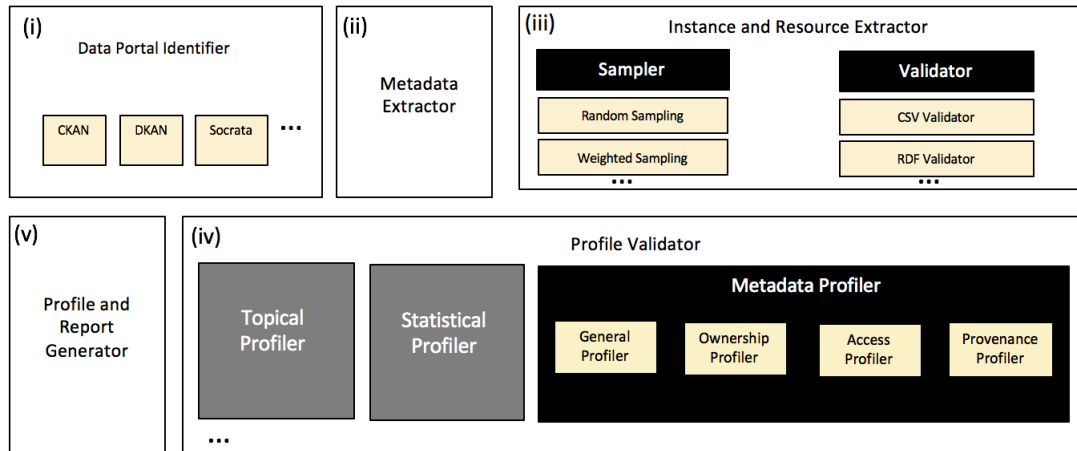 (i)
Data Portal Identifier
CKAN
DKAN
Socrata
...
(ii)
Metadata
Extractor
(iii)
Instance and Resource Extractor
Sampler
Random Sampling
Weighted Sampling
...
Validator
CSV Validator
RDF Validator
...
(v)
Profile and
Report
Generator
(iv)
Profile Validator
Topical
Profiler
...
Statistical
Profiler
Metadata Profiler
General
Profiler
Ownership
Profiler
Access
Profiler
Provenance
Profiler